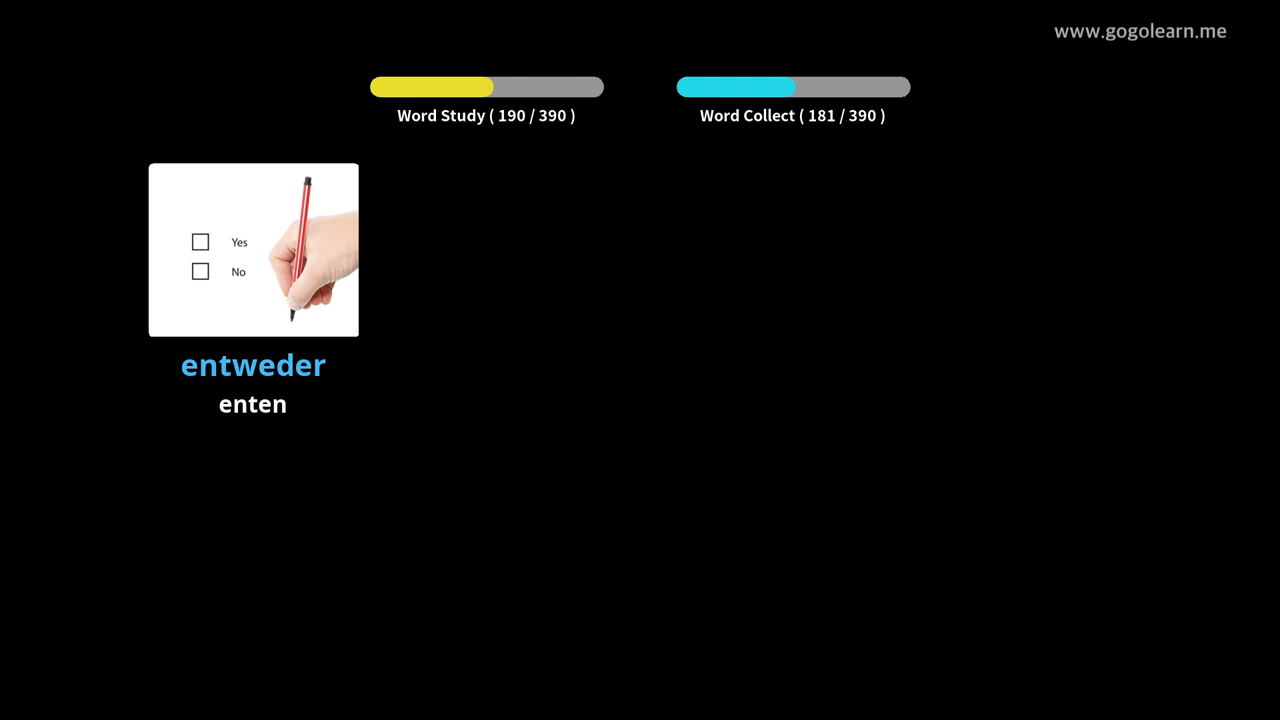 www.gogolearn.me
Word Study ( 190 / 390 )
Word Collect ( 181 / 390 )
Yes
No
entweder
enten